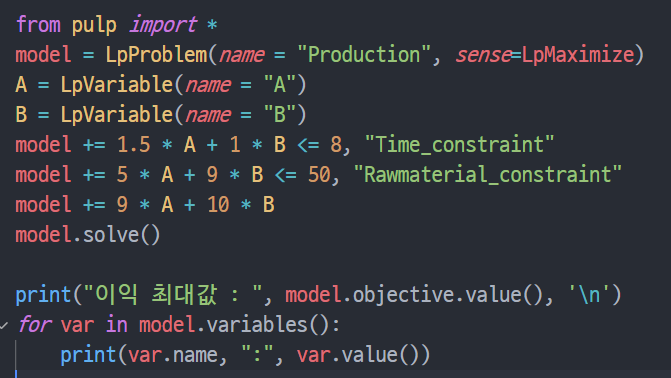 from pulp import *
model = LpProblem(name = "Production", sense=LpMaximize)
A = LpVariable(name = "A")
B = LpVariable(name = "B")
model += 1.5 * A + 1 * B <= 8, "Time_constraint"
model += 5 * A + 9 * B <= 50, "Rawmaterial_constraint"
model += 9 * A + 10 * B
model.solve()
print("이익 최대값 : ", model.objective.value(), '\n')
for var in model.variables():
    print(var.name, ":", var.value())